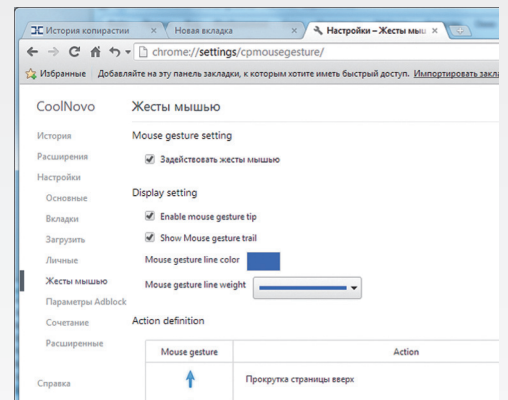 История копирастии
Новая вкладка
Настройки – Жесты мыш
chrome://settings/cpmousegesture/
Избранные
Добавляйте на эту панель закладки, к которым хотите иметь быстрый доступ. Импортировать закла
CoolNovo
Жесты мышью
История
Mouse gesture setting
Расширения
Задействовать жесты мышью
Настройки
Основные
Display setting
Вкладки
Enable mouse gesture tip
Загрузить
Show Mouse gesture trail
Личные
Mouse gesture line color
Жесты мышью
Mouse gesture line weight
Параметры Adblock
Сочетание
Action definition
Расширенные
Mouse gesture
Action
Справка
Прокрутка страницы вверх